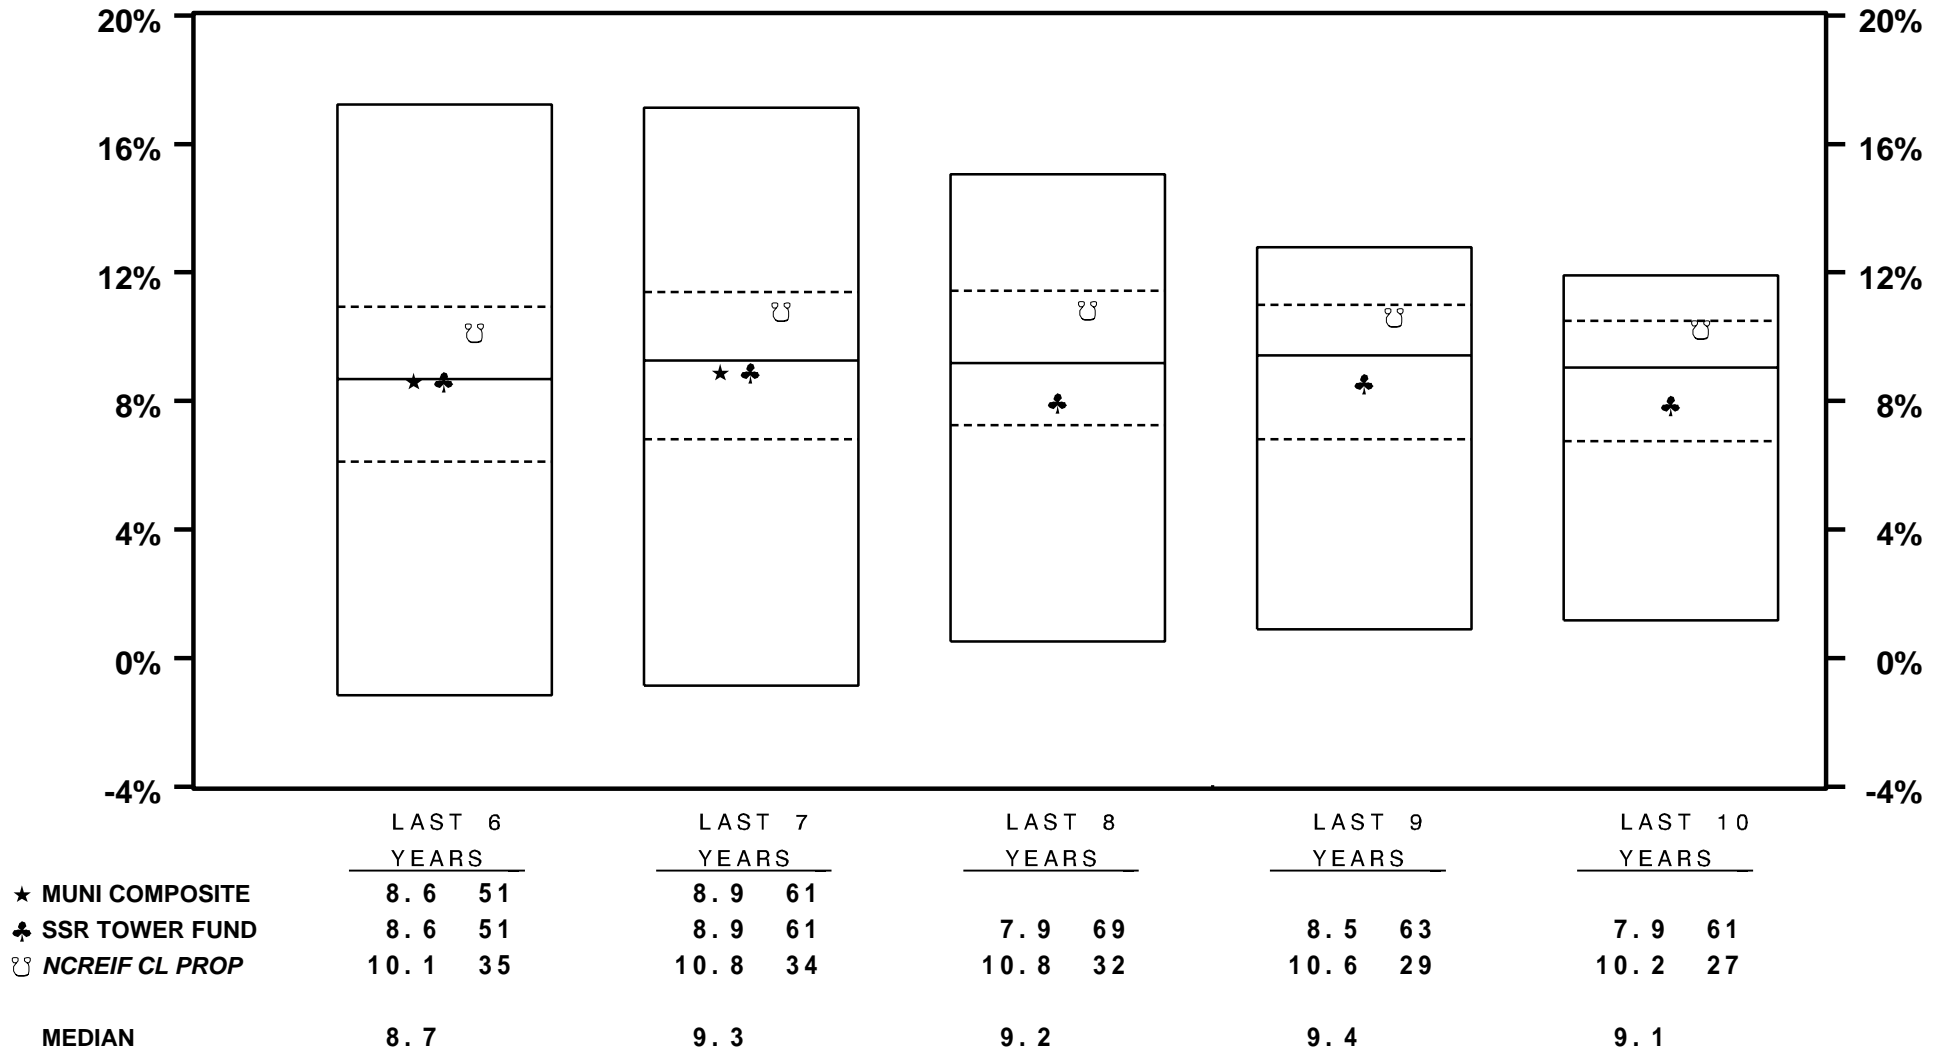 20% 20%
16% 16%
12% 12%
8% 8%
4% 4%
0% 0%
-4% -4%
LAST 6 LAST 7 LAST 8 LAST 9 LAST 10
YEARS YEARS YEARS YEARS YEARS
★ MUNI COMPOSITE 8.6 51 8.9 61
♣ SSR TOWER FUND 8.6 51 8.9 61 7.9 69 8.5 63 7.9 61
NCREIF CL PROP 10.1 35 10.8 34 10.8 32 10.6 29 10.2 27
MEDIAN 8.7 9.3 9.2 9.4 9.1